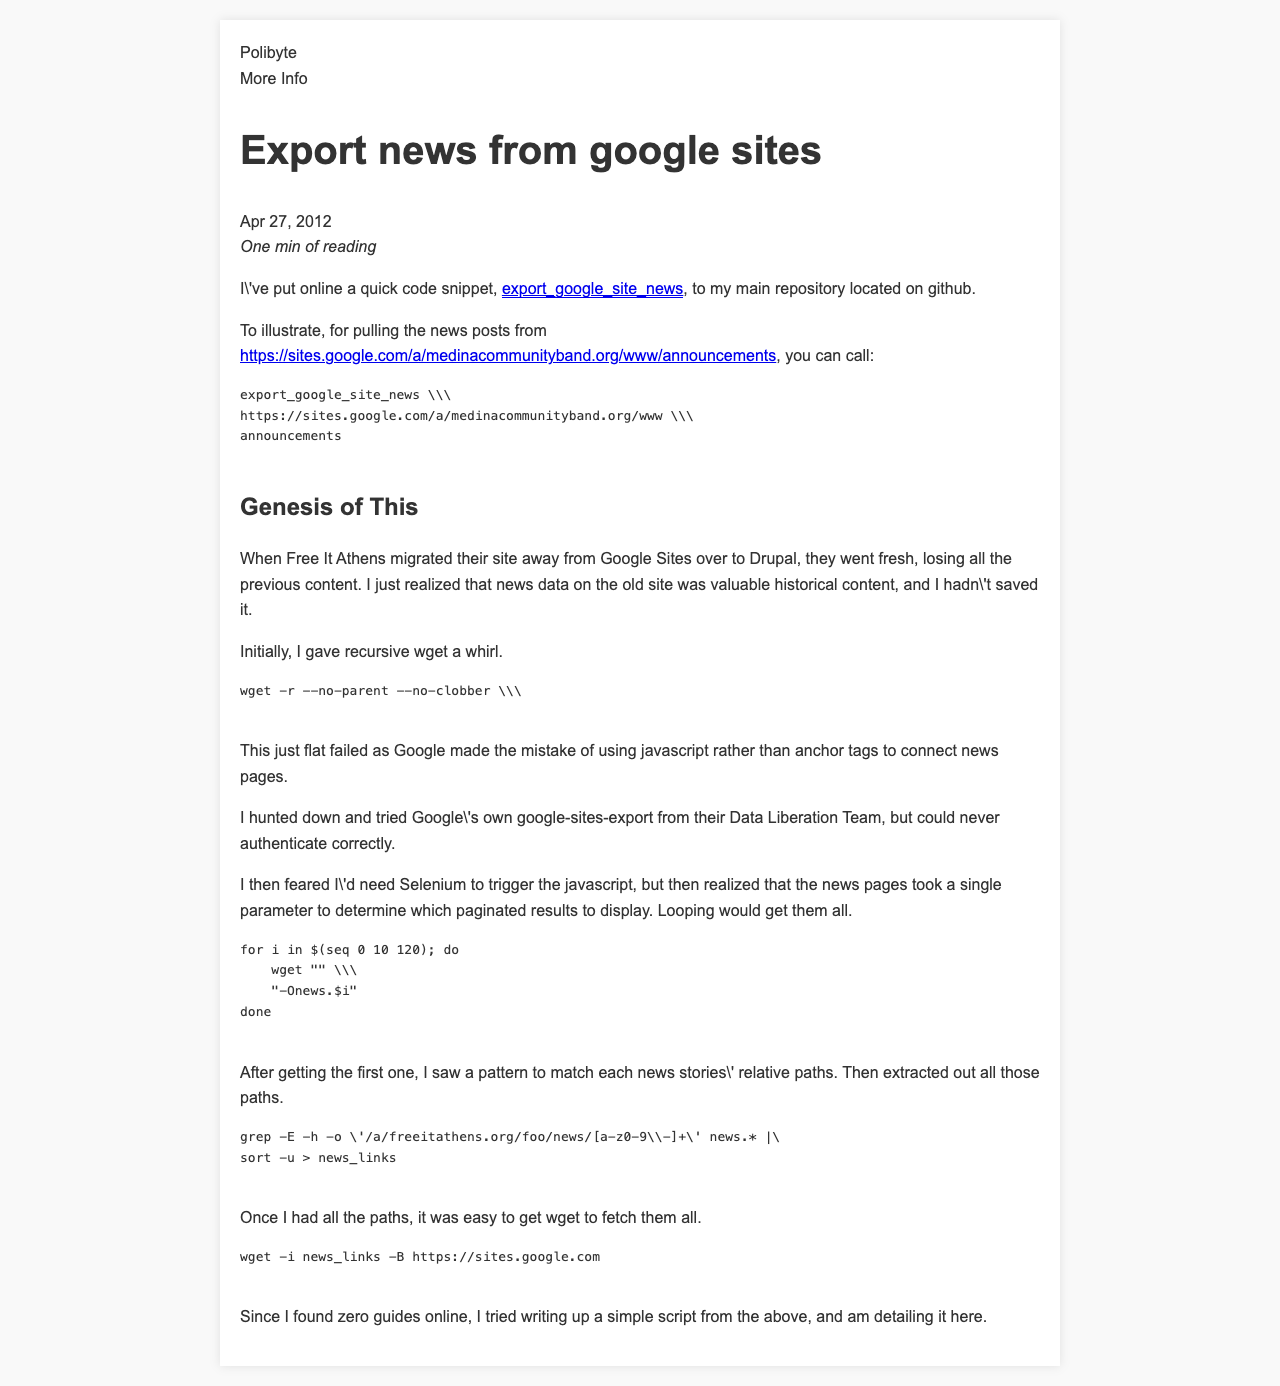 Polibyte
More Info
Export news from google sites
Apr 27, 2012
One min of reading
I\'ve put online a quick code snippet, export_google_site_news, to my main repository located on github.
To illustrate, for pulling the news posts from
https://sites.google.com/a/medinacommunityband.org/www/announcements, you can call:
export_google_site_news \\\
https://sites.google.com/a/medinacommunityband.org/www \\\
announcements
Genesis of This
When Free It Athens migrated their site away from Google Sites over to Drupal, they went fresh, losing all the
previous content. I just realized that news data on the old site was valuable historical content, and I hadn\'t saved
it.
Initially, I gave recursive wget a whirl.
wget -r --no-parent --no-clobber \\\
This just flat failed as Google made the mistake of using javascript rather than anchor tags to connect news
pages.
I hunted down and tried Google\'s own google-sites-export from their Data Liberation Team, but could never
authenticate correctly.
I then feared I\'d need Selenium to trigger the javascript, but then realized that the news pages took a single
parameter to determine which paginated results to display. Looping would get them all.
for i in $(seq 0 10 120); do
    wget "" \\\
    "-Onews.$i"
done
After getting the first one, I saw a pattern to match each news stories\' relative paths. Then extracted out all those
paths.
grep -E -h -o \'/a/freeitathens.org/foo/news/[a-z0-9\\-]+\' news.* |\
sort -u > news_links
Once I had all the paths, it was easy to get wget to fetch them all.
wget -i news_links -B https://sites.google.com
Since I found zero guides online, I tried writing up a simple script from the above, and am detailing it here.